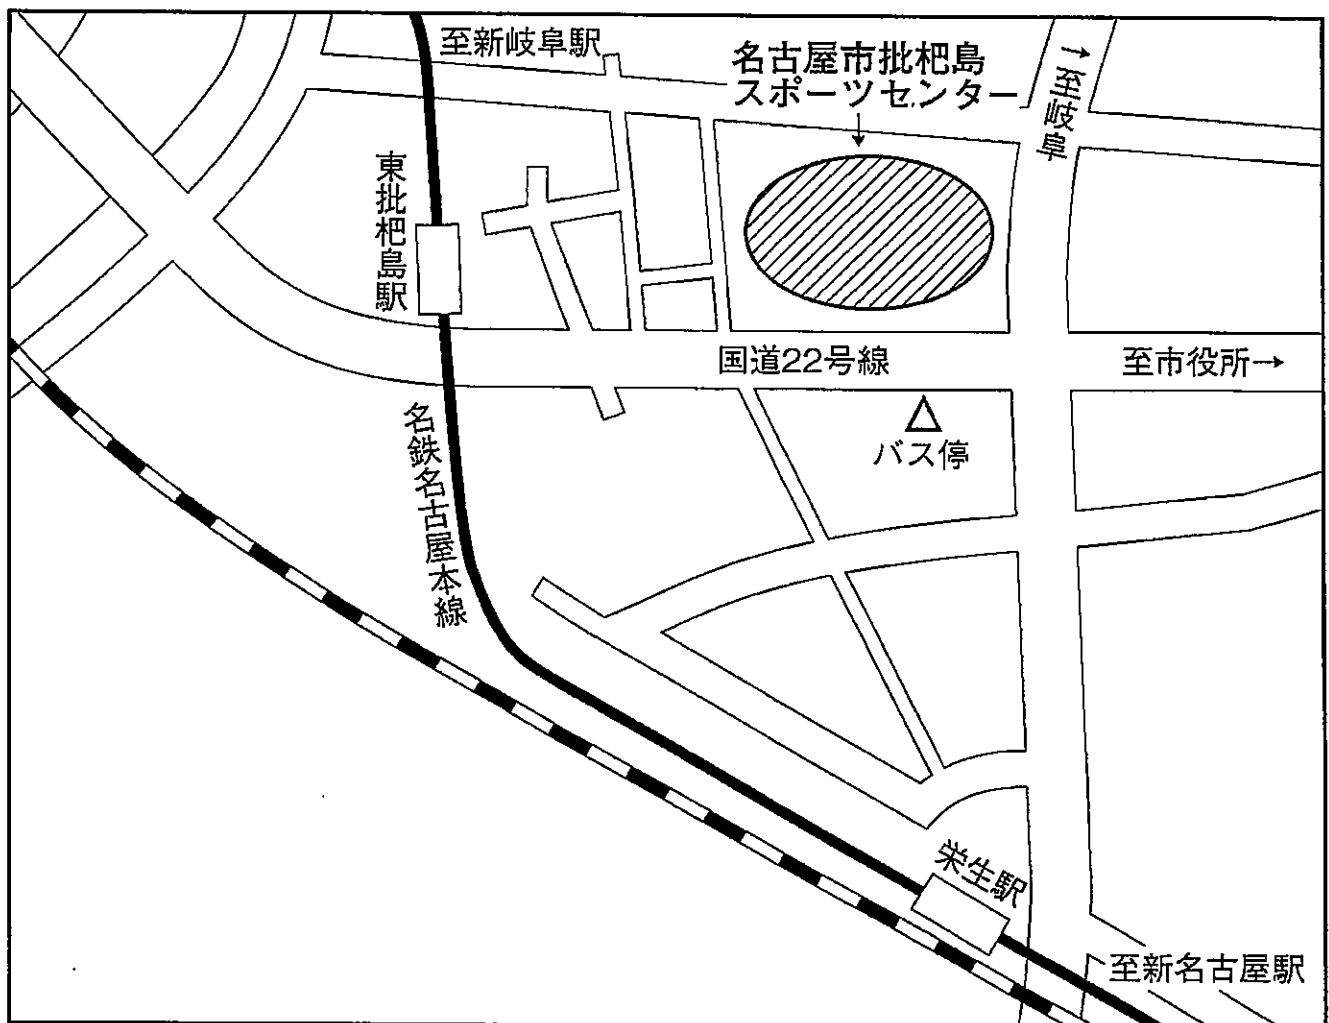 至新岐阜駅
名古屋市批杷島
スポーツセンター
↑至岐阜
東批杷島駅
国道22号線
至市役所→
バス停
名鉄名古屋本線
栄生駅
至新名古屋駅